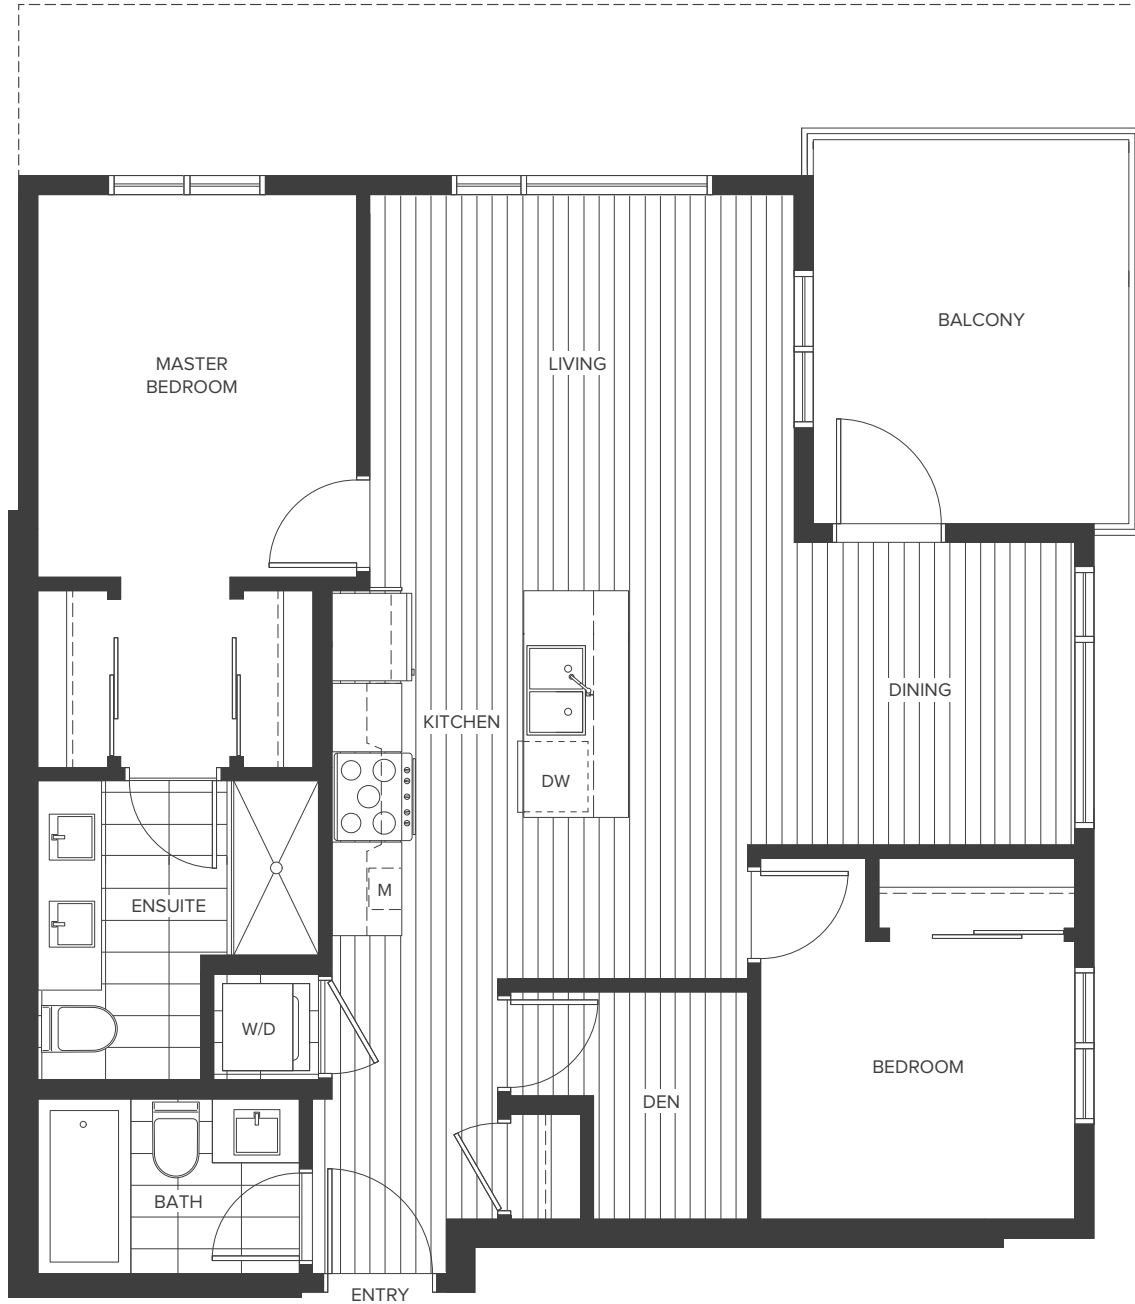 BALCONY
MASTER
BEDROOM
LIVING
DINING
KITCHEN
DW
M
ENSUITE
W/D
BEDROOM
DEN
BATH
ENTRY